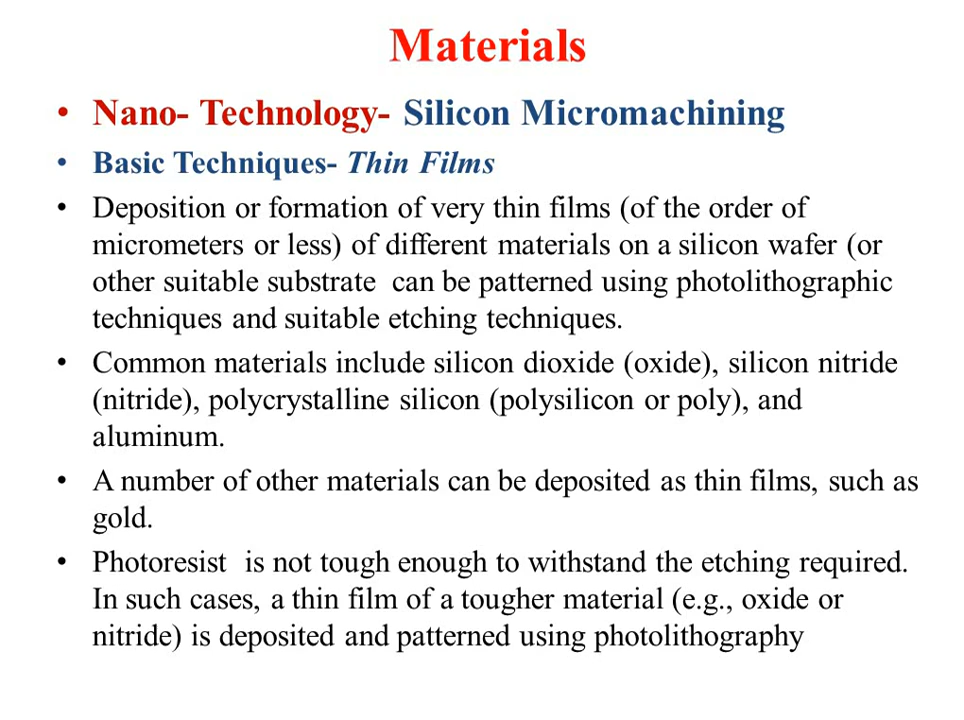 Materials
• Nano- Technology- Silicon Micromachining
• Basic Techniques- Thin Films
• Deposition or formation of very thin films (of the order of
micrometers or less) of different materials on a silicon wafer (or
other suitable substrate  can be patterned using photolithographic
techniques and suitable etching techniques.
• Common materials include silicon dioxide (oxide), silicon nitride
(nitride), polycrystalline silicon (polysilicon or poly), and
aluminum.
• A number of other materials can be deposited as thin films, such as
gold.
• Photoresist  is not tough enough to withstand the etching required.
In such cases, a thin film of a tougher material (e.g., oxide or
nitride) is deposited and patterned using photolithography